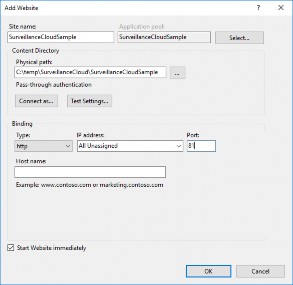 Add Website
? ×
Site name:
Application pool:
SurveillanceCloudSample
SurveillanceCloudSample
Select...
Content Directory
Physical path:
C:\temp\SurveillanceCloud\SurveillanceCloudSample
...
Pass-through authentication
Connect as...
Test Settings...
Binding
Type:
IP address:
Port:
http
All Unassigned
81
Host name:
Example: www.contoso.com or marketing.contoso.com
Start Website immediately
OK
Cancel